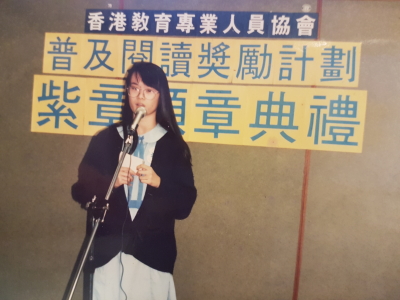 香港教育專業人員協會
普及閱讀獎勵計劃
紫章頒章典禮